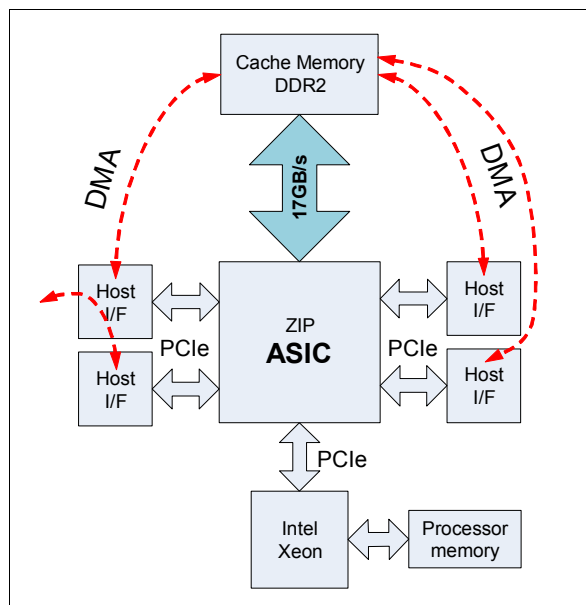 Cache Memory
DDR2
DMA
DMA
17GB/s
Host
I/F
ZIP
ASIC
Host
I/F
PCIe
PCIe
Host
I/F
Host
I/F
PCIe
Intel
Xeon
Processor
memory